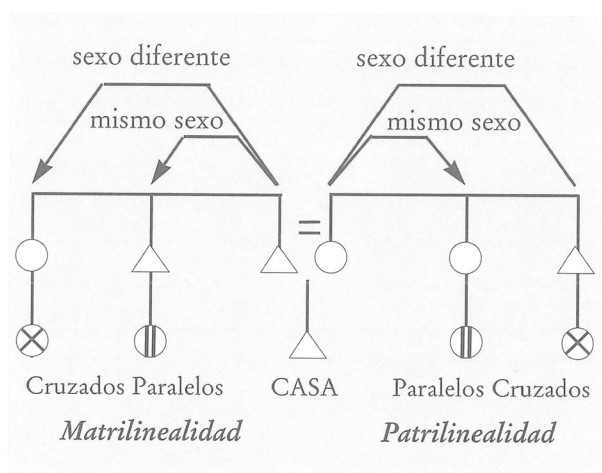 sexo diferente
sexo diferente
mismo sexo
mismo sexo
Cruzados Paralelos
CASA
Paralelos Cruzados
Matrilinealidad
Patrilinealidad